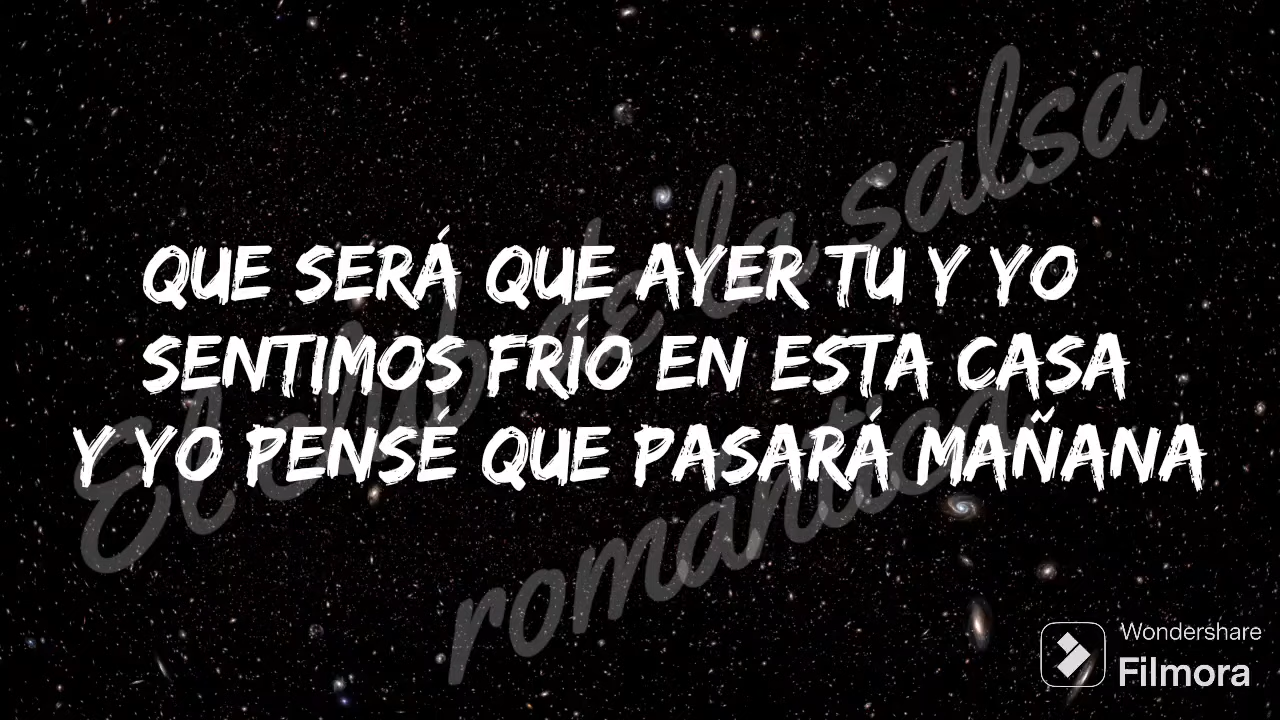 QUE SERÁ QUE AYER TU Y YO
SENTIMOS FRÍO EN ESTA CASA
Y YO PENSÉ QUE PASARÁ MAÑANA
El club de la salsa
romantica
Wondershare
Filmora